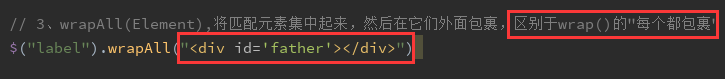 // 3、wrapAll(Element),将匹配元素集中起来，然后在它们外面包裹，区别于wrap()的"每个都包裹"
$("label").wrapAll("<div id='father'></div>")